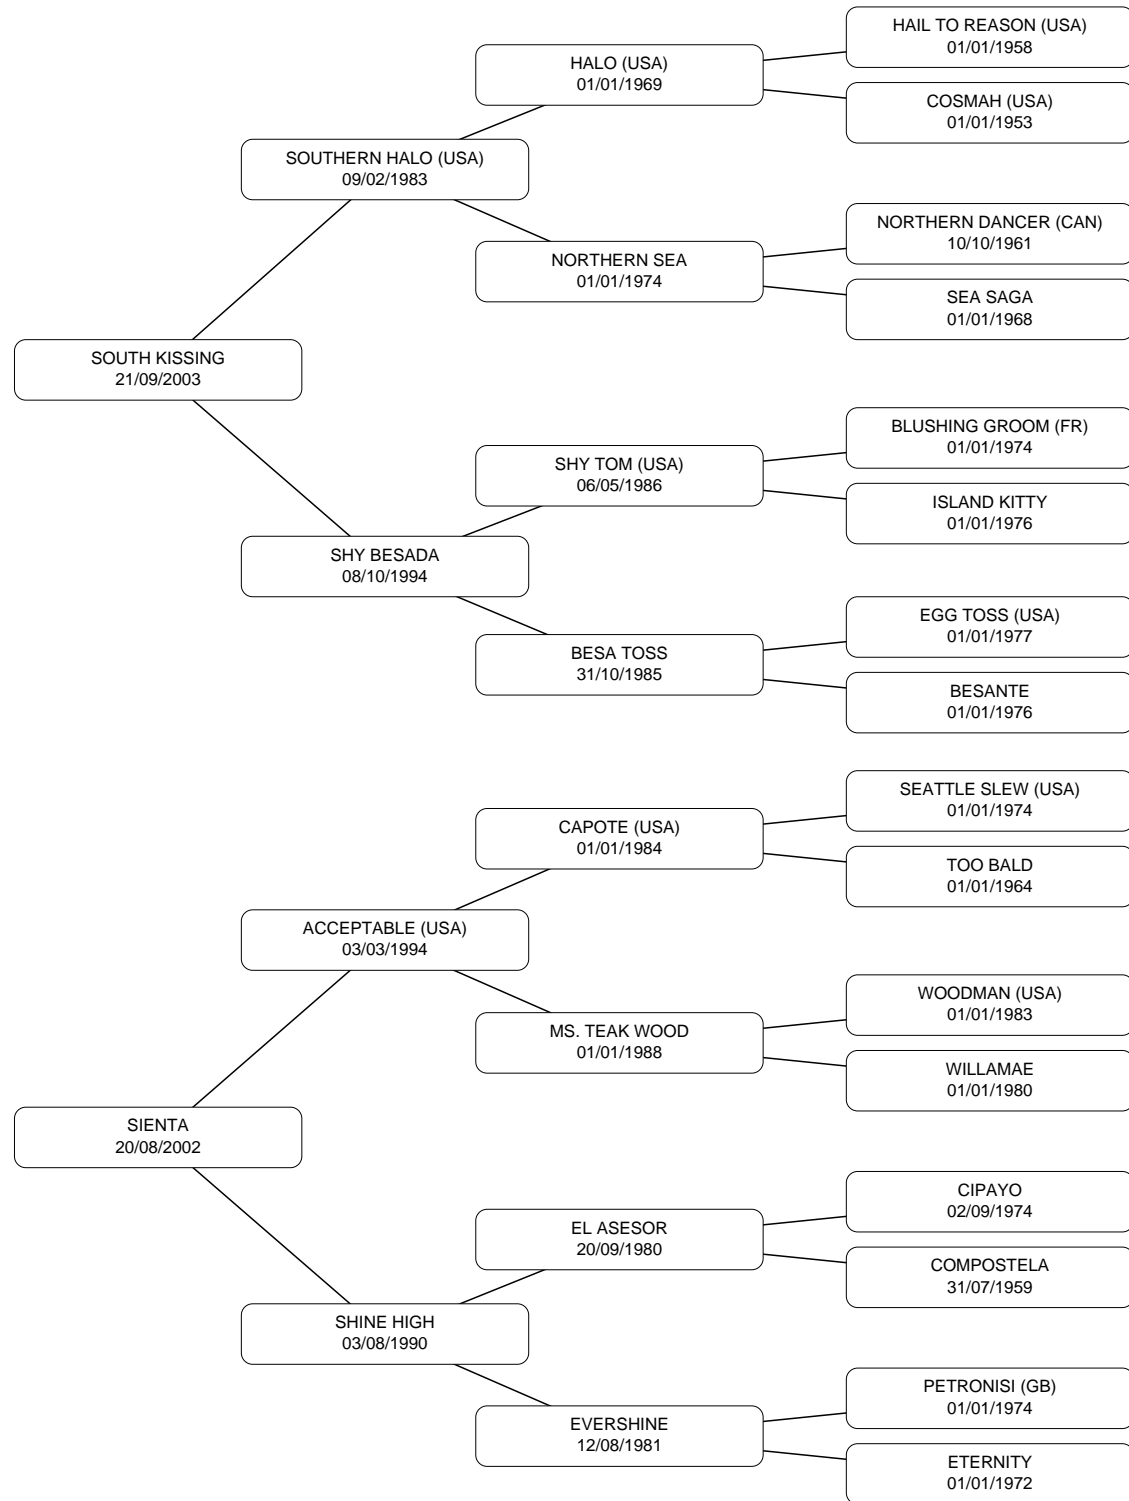 HAIL TO REASON (USA)
01/01/1958
HALO (USA)
01/01/1969
COSMAH (USA)
01/01/1953
SOUTHERN HALO (USA)
09/02/1983
NORTHERN DANCER (CAN)
10/10/1961
NORTHERN SEA
01/01/1974
SEA SAGA
01/01/1968
SOUTH KISSING
21/09/2003
BLUSHING GROOM (FR)
01/01/1974
SHY TOM (USA)
06/05/1986
ISLAND KITTY
01/01/1976
SHY BESADA
08/10/1994
EGG TOSS (USA)
01/01/1977
BESA TOSS
31/10/1985
BESANTE
01/01/1976
SEATTLE SLEW (USA)
01/01/1974
CAPOTE (USA)
01/01/1984
TOO BALD
01/01/1964
ACCEPTABLE (USA)
03/03/1994
WOODMAN (USA)
01/01/1983
MS. TEAK WOOD
01/01/1988
WILLAMAE
01/01/1980
SIENTA
20/08/2002
CIPAYO
02/09/1974
EL ASESOR
20/09/1980
COMPOSTELA
31/07/1959
SHINE HIGH
03/08/1990
PETRONISI (GB)
01/01/1974
EVERSHINE
12/08/1981
ETERNITY
01/01/1972